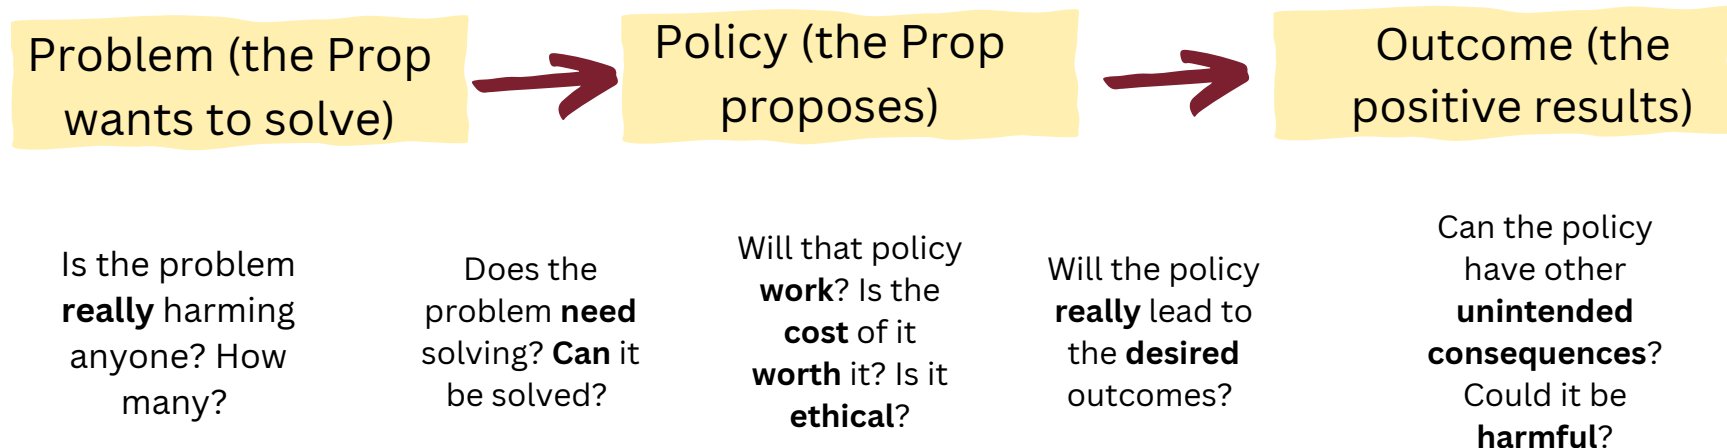 Problem (the Prop
wants to solve)
Policy (the Prop
proposes)
Outcome (the
positive results)
Is the problem
really harming
anyone? How
many?
Does the
problem need
solving? Can it
be solved?
Will that policy
work? Is the
cost of it
worth it? Is it
ethical?
Will the policy
really lead to
the desired
outcomes?
Can the policy
have other
unintended
consequences?
Could it be
harmful?